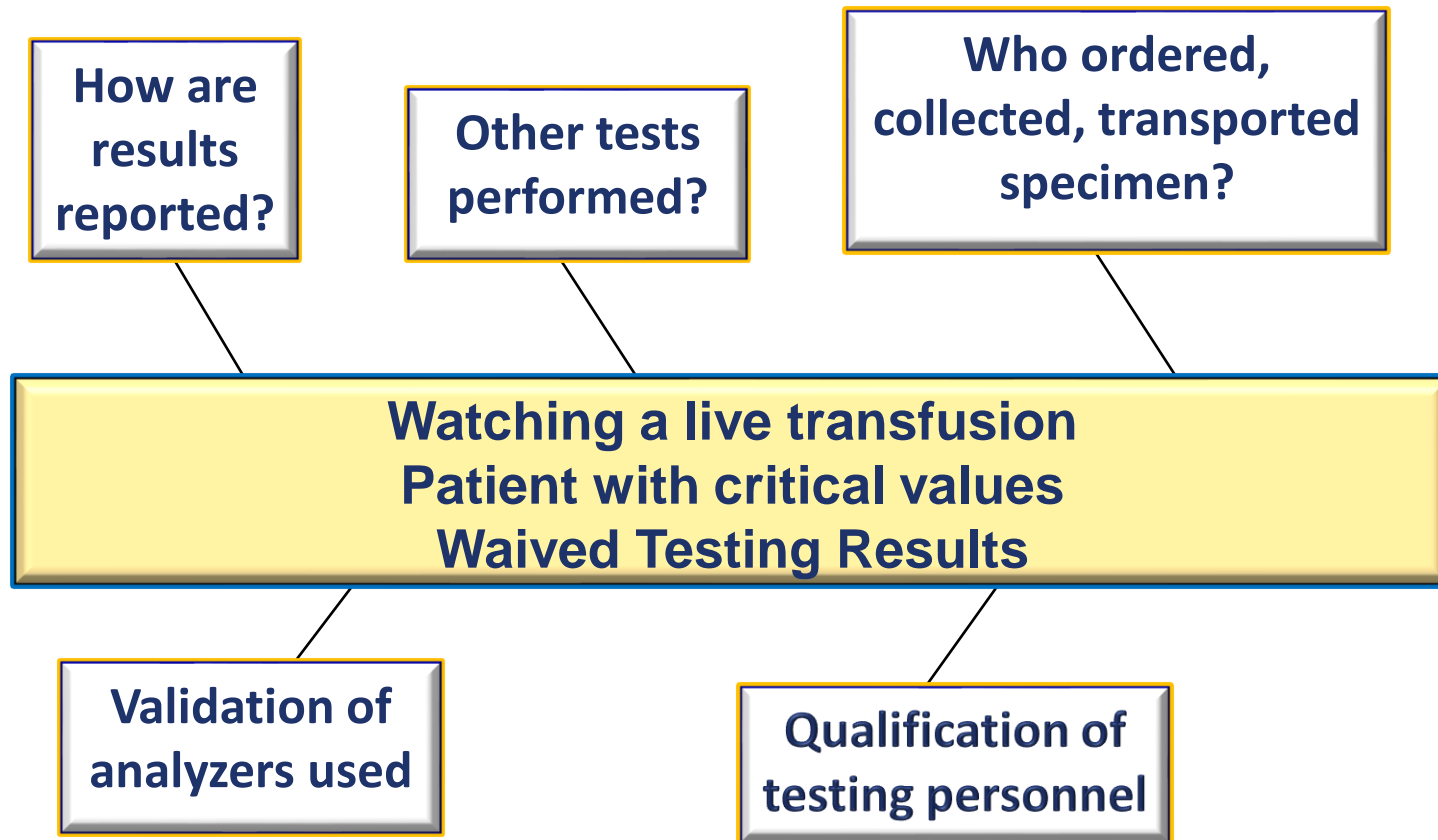 How are
results
reported?
Other tests
performed?
Who ordered,
collected, transported
specimen?
Watching a live transfusion
Patient with critical values
Waived Testing Results
Validation of
analyzers used
Qualification of
testing personnel